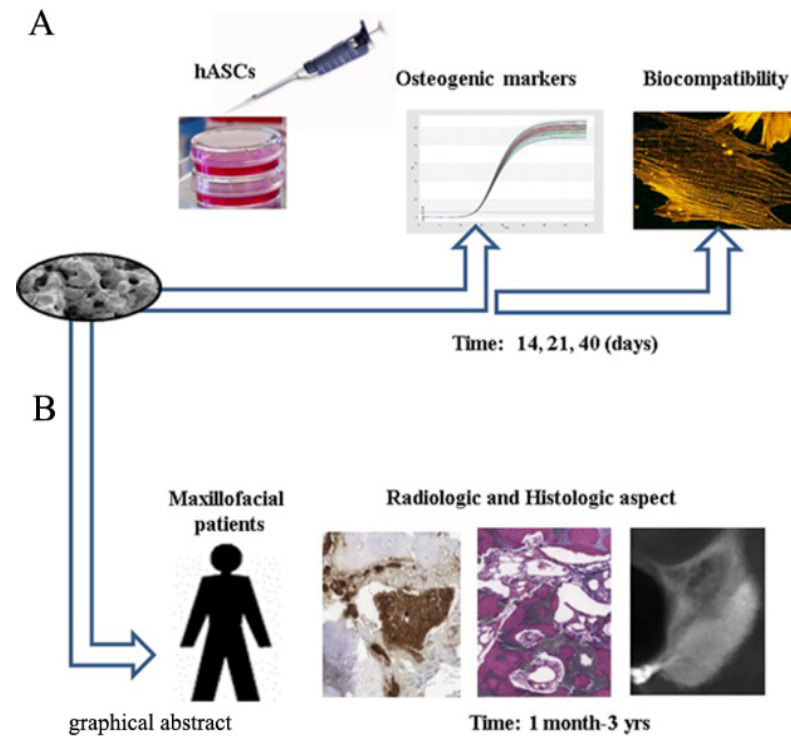 A
hASCs
Osteogenic markers
Biocompatibility
Time: 14, 21, 40 (days)
B
Maxillofacial
patients
Radiologic and Histologic aspect
graphical abstract
Time: 1 month-3 yrs